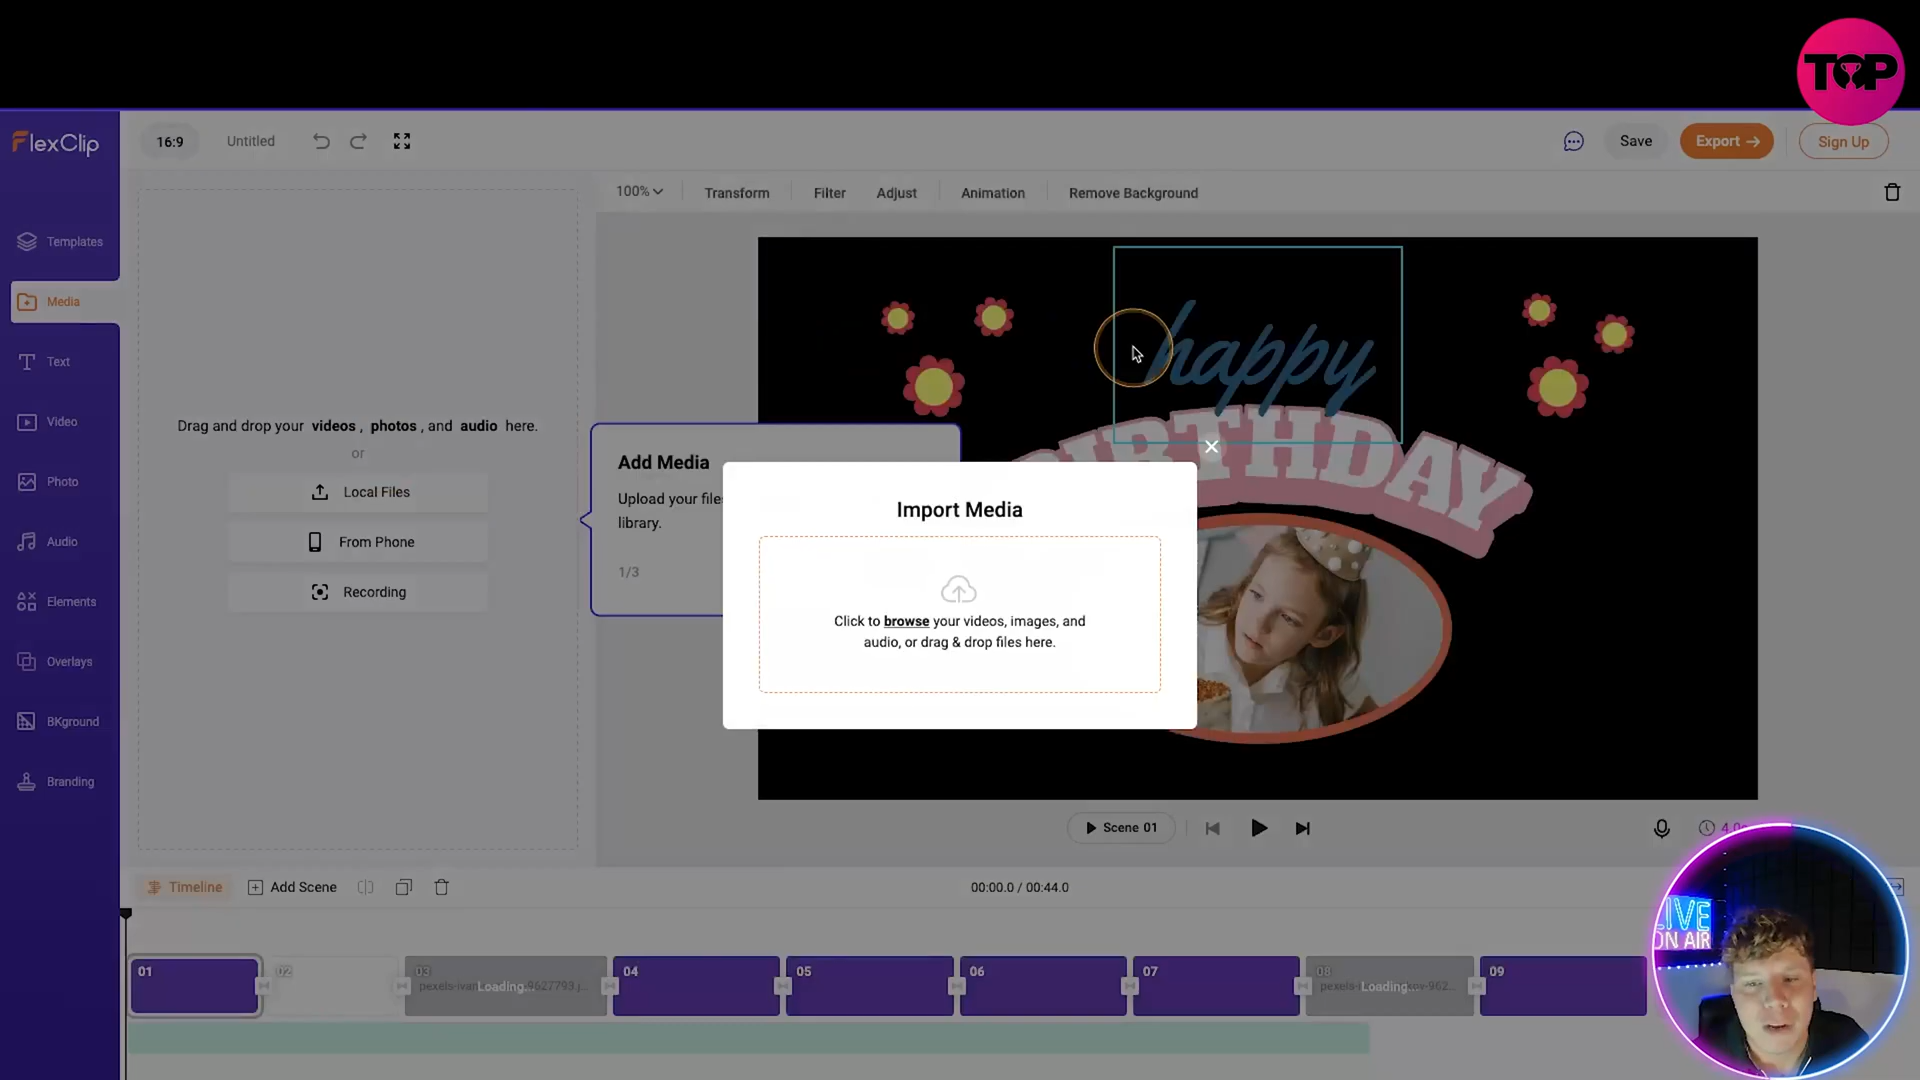 TOP
FlexClip
16:9
Untitled
Save
Export
Sign Up
100%
Transform
Filter
Adjust
Animation
Remove Background
Templates
Media
Text
Video
Photo
Audio
Elements
Overlays
BKground
Branding
Drag and drop your videos , photos , and audio here.
or
Local Files
From Phone
Recording
Add Media
Upload your files
library.
1/3
happy
BIRTHDAY
Import Media
Click to browse your videos, images, and
audio, or drag & drop files here.
Scene 01
Timeline
Add Scene
00:00.0 / 00:44.0
01
02
03
Loading..
04
05
06
07
08
Loading..
09
LIVE
ON AIR